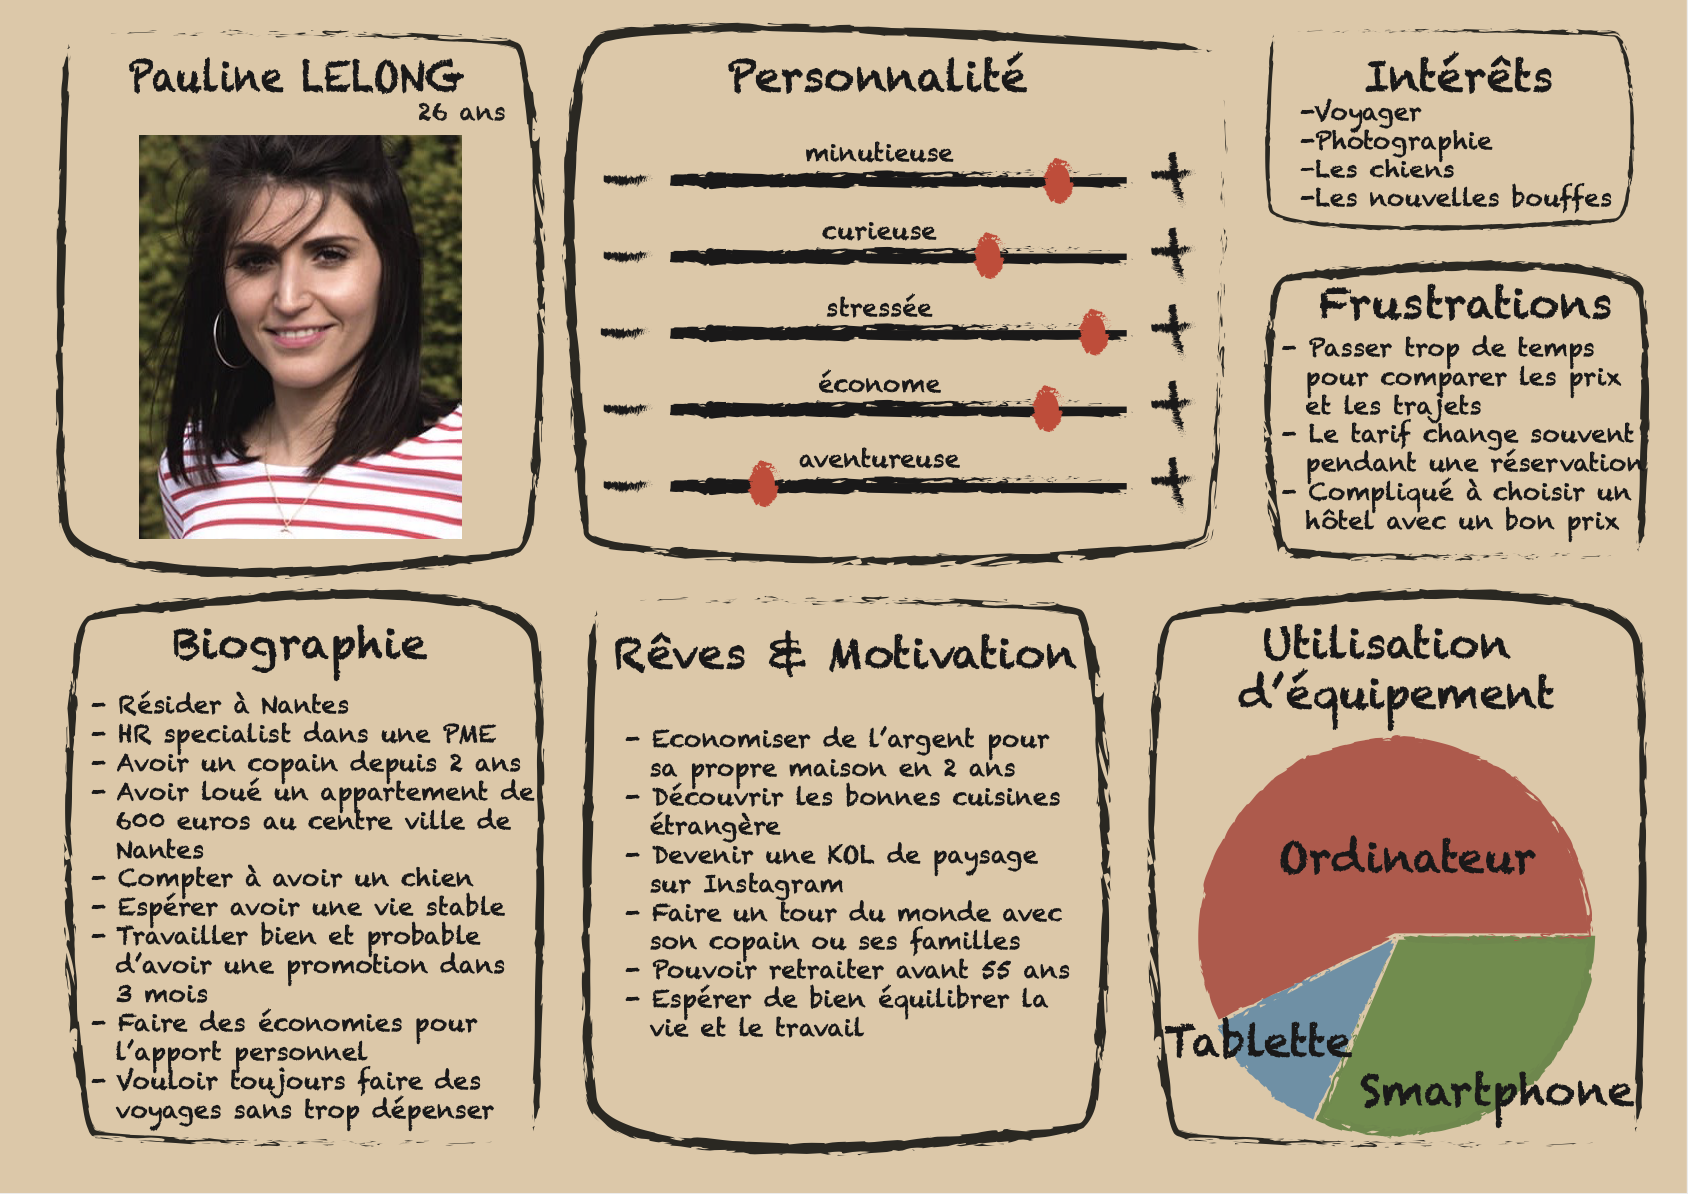 Pauline LELONG
26 ans
Personnalité
minutieuse
curieuse
stressée
économe
aventureuse
Intérêts
-Voyager
-Photographie
-Les chiens
-Les nouvelles bouffes
Frustrations
- Passer trop de temps
pour comparer les prix
et les trajets
- Le tarif change souvent
pendant une réservation
- Compliqué à choisir un
hôtel avec un bon prix
Biographie
- Résider à Nantes
- HR specialist dans une PME
- Avoir un copain depuis 2 ans
- Avoir loué un appartement de
600 euros au centre ville de
Nantes
- Compter à avoir un chien
- Espérer avoir une vie stable
- Travailler bien et probable
d'avoir une promotion dans
3 mois
- Faire des économies pour
l'apport personnel
- Vouloir toujours faire des
voyages sans trop dépenser
Rêves & Motivation
- Economiser de l'argent pour
sa propre maison en 2 ans
- Découvrir les bonnes cuisines
étrangère
- Devenir une KOL de paysage
sur Instagram
- Faire un tour du monde avec
son copain ou ses familles
- Pouvoir retraiter avant 55 ans
- Espérer de bien équilibrer la
vie et le travail
Utilisation
d'équipement
Ordinateur
Tablette
Smartphone